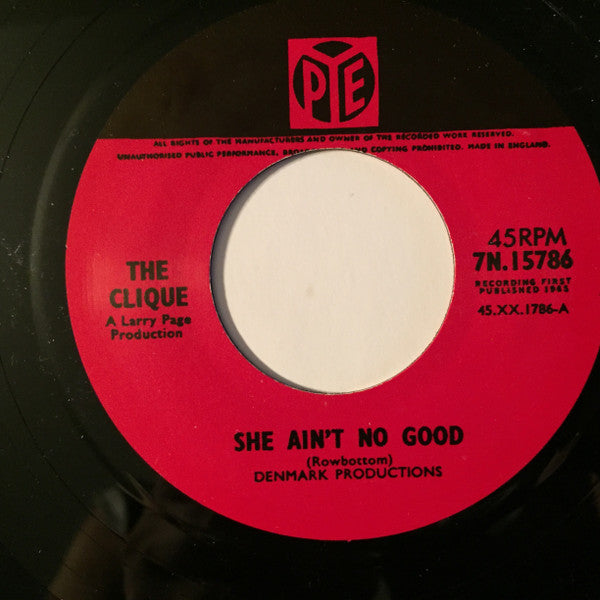 PYE
ALL RIGHTS OF THE MANUFACTURERS AND OWNER OF THE RECORDED WORK RESERVED.
UNAUTHORISED PUBLIC PERFORMANCE, AND COPYING PROHIBITED. MADE IN ENGLAND.
THE
CLIQUE
A Larry Page
Production
45RPM
7N.15786
RECORDING FIRST
PUBLISHED 1965
45.XX.1786-A
SHE AIN'T NO GOOD
(Rowbottom)
DENMARK PRODUCTIONS